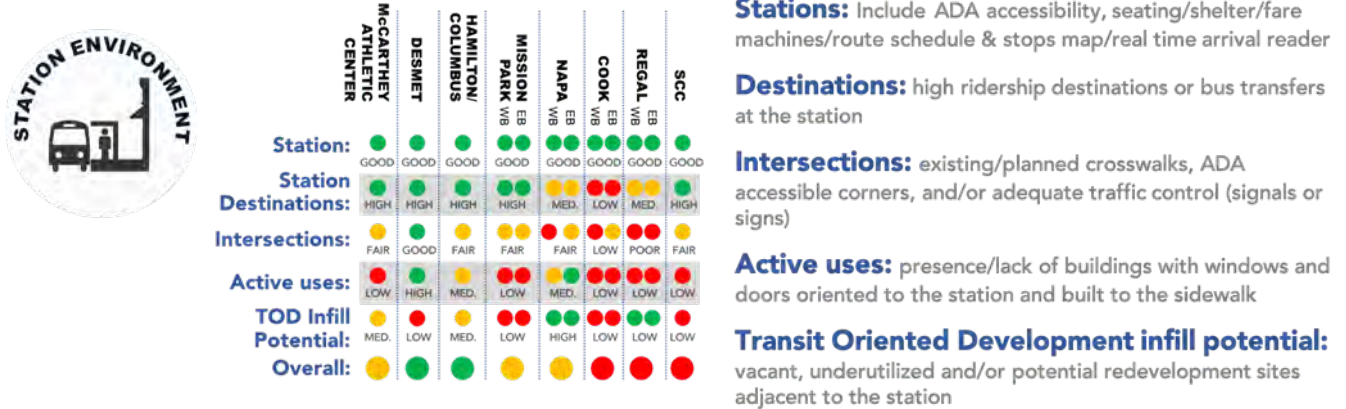 STATION ENVIRONMENT
McCARTHEY
ATHLETIC
CENTER
DESMET
HAMILTON/
COLUMBUS
MISSION
PARK
WB EB
NAPA
WB EB
COOK
WB EB
REGAL
WB EB
SCC
Station:
GOOD GOOD GOOD GOOD GOOD GOOD GOOD GOOD
Station
Destinations:
HIGH HIGH HIGH HIGH MED. LOW MED. HIGH
Intersections:
FAIR GOOD FAIR FAIR FAIR LOW POOR FAIR
Active uses:
LOW HIGH MED. LOW MED. LOW LOW LOW
TOD Infill
Potential:
MED. LOW MED. LOW HIGH LOW LOW LOW
Overall:
Stations: Include ADA accessibility, seating/shelter/fare
machines/route schedule & stops map/real time arrival reader
Destinations: high ridership destinations or bus transfers
at the station
Intersections: existing/planned crosswalks, ADA
accessible corners, and/or adequate traffic control (signals or
signs)
Active uses: presence/lack of buildings with windows and
doors oriented to the station and built to the sidewalk
Transit Oriented Development infill potential:
vacant, underutilized and/or potential redevelopment sites
adjacent to the station